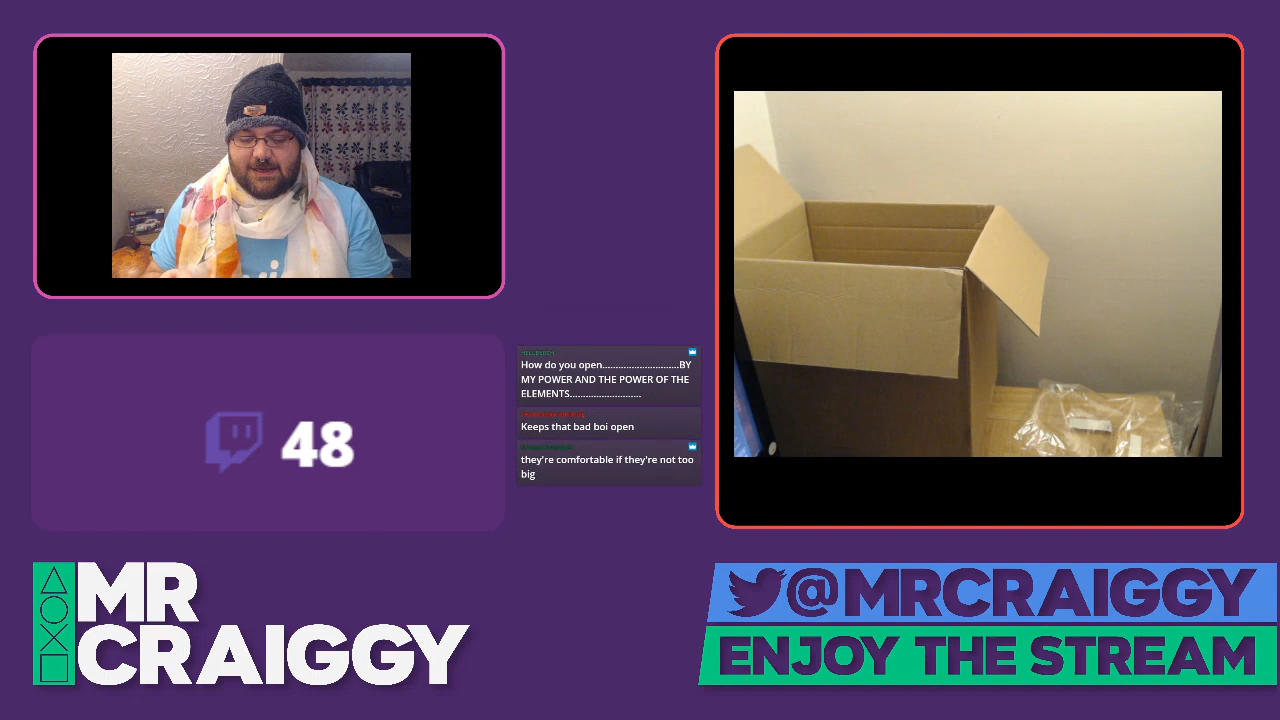 How do you open............................BY
MY POWER AND THE POWER OF THE
ELEMENTS..........................
Keeps that bad boi open
they're comfortable if they're not too
big
48
MR
CRAIGGY
@MRCRAIGGY
ENJOY THE STREAM